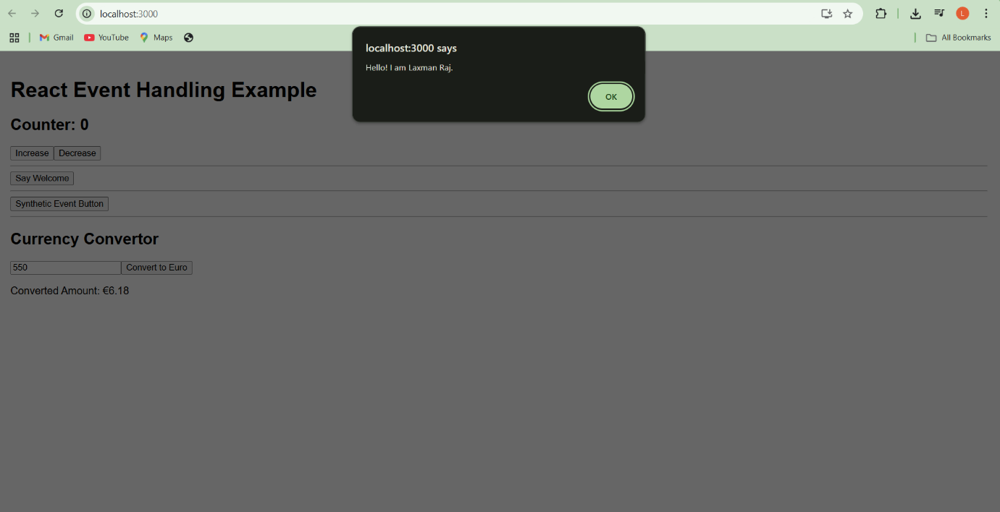 localhost:3000
L
Gmail YouTube Maps All Bookmarks
localhost:3000 says
Hello! I am Laxman Raj.
OK
React Event Handling Example
Counter: 0
Increase Decrease
Say Welcome
Synthetic Event Button
Currency Convertor
550 Convert to Euro
Converted Amount: €6.18